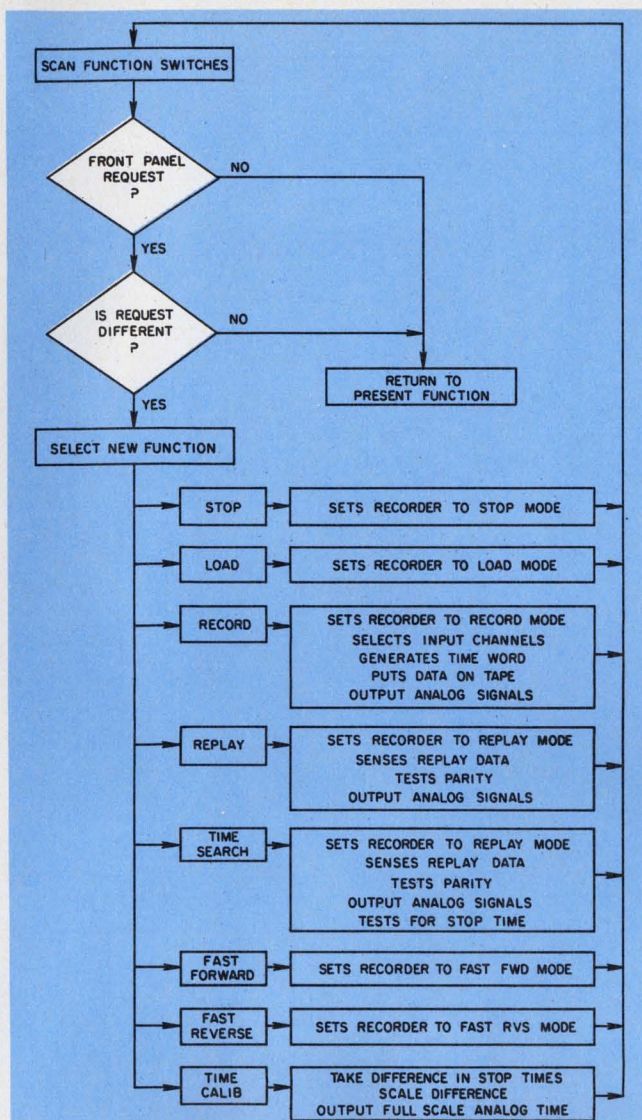 SCAN FUNCTION SWITCHES
FRONT PANEL
REQUEST
?
NO
YES
IS REQUEST
DIFFERENT
?
NO
YES
RETURN TO
PRESENT FUNCTION
SELECT NEW FUNCTION
STOP
SETS RECORDER TO STOP MODE
LOAD
SETS RECORDER TO LOAD MODE
RECORD
SETS RECORDER TO RECORD MODE
SELECTS INPUT CHANNELS
GENERATES TIME WORD
PUTS DATA ON TAPE
OUTPUT ANALOG SIGNALS
REPLAY
SETS RECORDER TO REPLAY MODE
SENSES REPLAY DATA
TESTS PARITY
OUTPUT ANALOG SIGNALS
TIME
SEARCH
SETS RECORDER TO REPLAY MODE
SENSES REPLAY DATA
TESTS PARITY
OUTPUT ANALOG SIGNALS
TESTS FOR STOP TIME
FAST
FORWARD
SETS RECORDER TO FAST FWD MODE
FAST
REVERSE
SETS RECORDER TO FAST RVS MODE
TIME
CALIB
TAKE DIFFERENCE IN STOP TIMES
SCALE DIFFERENCE
OUTPUT FULL SCALE ANALOG TIME